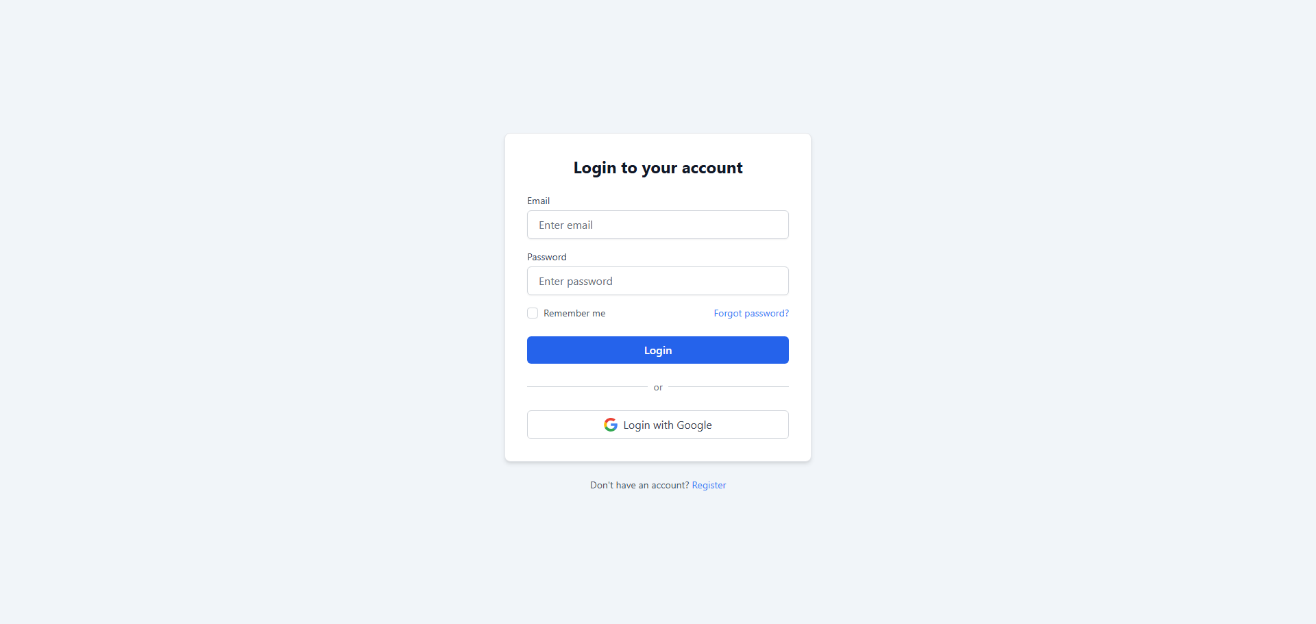 Login to your account
Email
Enter email
Password
Enter password
Remember me Forgot password?
Login
or
Login with Google
Don't have an account? Register